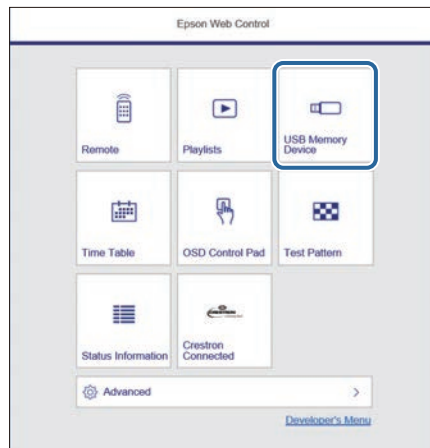 Epson Web Control
Remote
Playlists
USB Memory
Device
Time Table
OSD Control Pad
Test Pattern
CRESTRON
Status Information
Crestron
Connected
Advanced
Developer's Menu